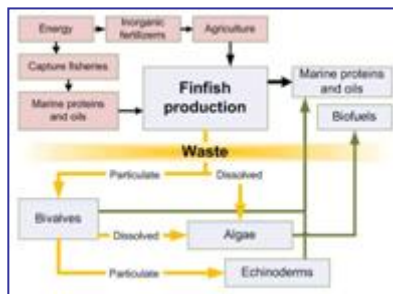 Energy
Inorganic
fertilizers
Agriculture
Capture fisheries
Finfish
production
Marine proteins
and oils
Marine proteins
and oils
Biofuels
Waste
Particulate
Dissolved
Bivalves
Dissolved
Algae
Particulate
Echinoderms